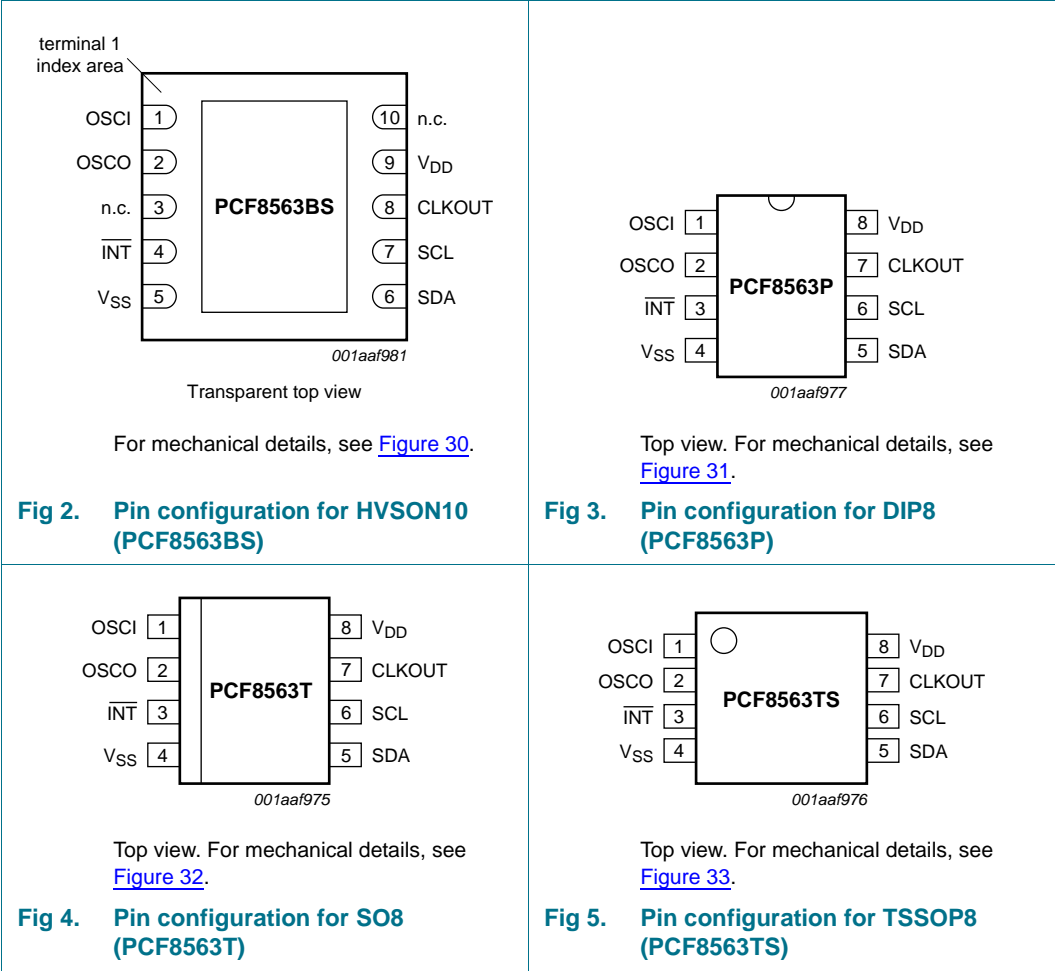 terminal 1
index area
OSCI 1
10 n.c.
OSCO 2
9 VDD
n.c. 3
PCF8563BS
8 CLKOUT
INT 4
7 SCL
VSS 5
6 SDA
001aaf981
Transparent top view
For mechanical details, see Figure 30.
Fig 2. Pin configuration for HVSON10
(PCF8563BS)
OSCI 1
8 VDD
OSCO 2
7 CLKOUT
PCF8563P
INT 3
6 SCL
VSS 4
5 SDA
001aaf977
Top view. For mechanical details, see
Figure 31.
Fig 3. Pin configuration for DIP8
(PCF8563P)
OSCI 1
8 VDD
OSCO 2
7 CLKOUT
PCF8563T
INT 3
6 SCL
VSS 4
5 SDA
001aaf975
Top view. For mechanical details, see
Figure 32.
Fig 4. Pin configuration for SO8
(PCF8563T)
OSCI 1
8 VDD
OSCO 2
7 CLKOUT
PCF8563TS
INT 3
6 SCL
VSS 4
5 SDA
001aaf976
Top view. For mechanical details, see
Figure 33.
Fig 5. Pin configuration for TSSOP8
(PCF8563TS)